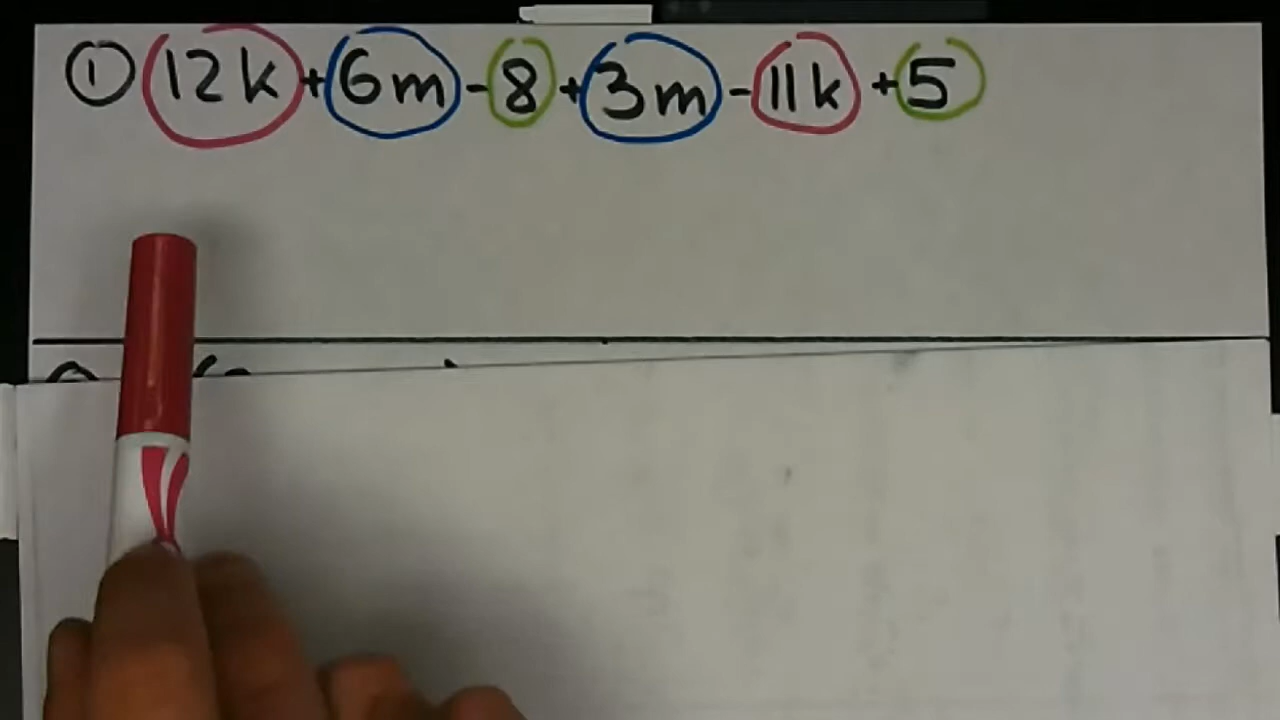 ① 12k + 6m - 8 + 3m - 11k + 5